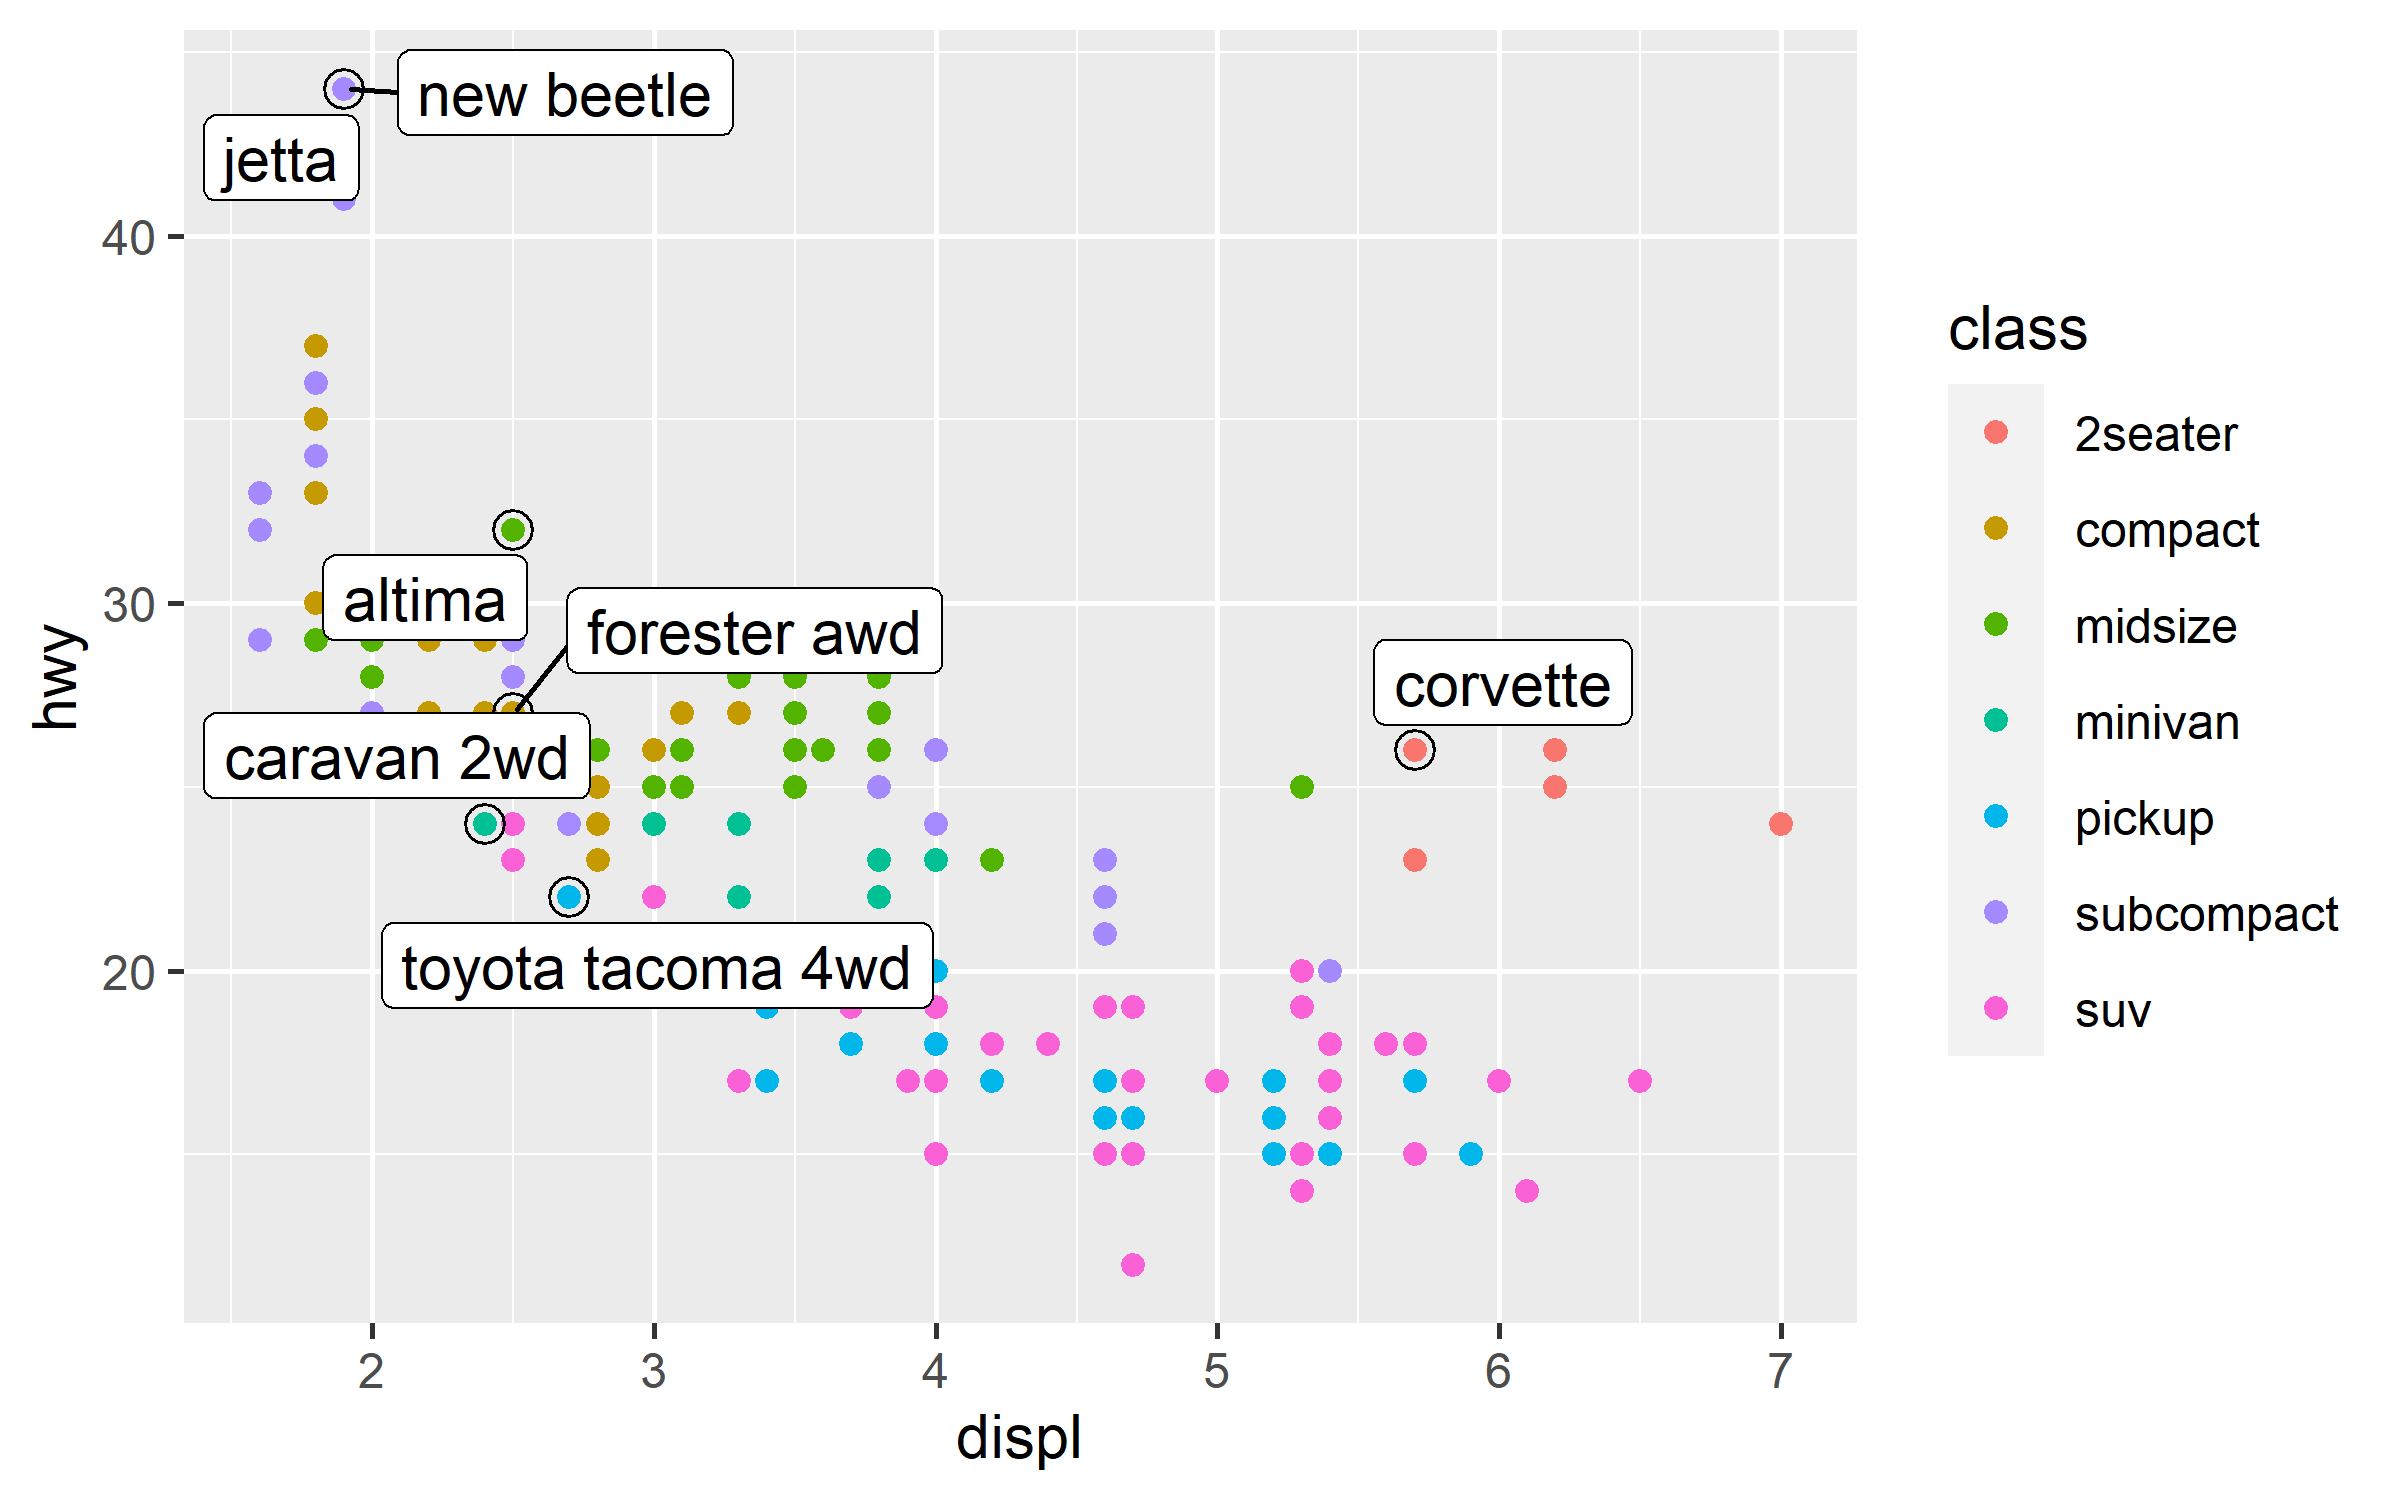 new beetle
jetta
40
altima
30
forester awd
corvette
caravan 2wd
toyota tacoma 4wd
20
hwy
2 3 4 5 6 7
displ
class
2seater
compact
midsize
minivan
pickup
subcompact
suv